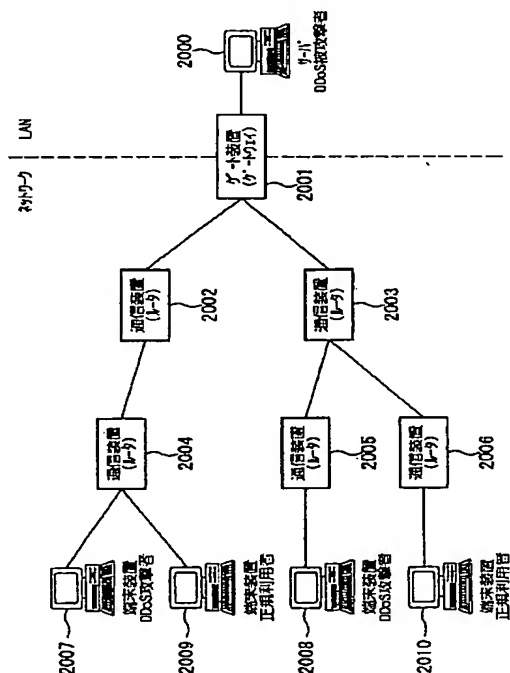 LAN
ネットワーク
2000
サーバ
DDoS被攻撃者
ゲート装置
(ゲートウェイ)
2001
通信装置
(ルータ)
2002
通信装置
(ルータ)
2003
通信装置
(ルータ)
2004
通信装置
(ルータ)
2005
通信装置
(ルータ)
2006
2007
端末装置
DDoS攻撃者
2009
端末装置
正規利用者
2008
端末装置
DDoS攻撃者
2010
端末装置
正規利用者